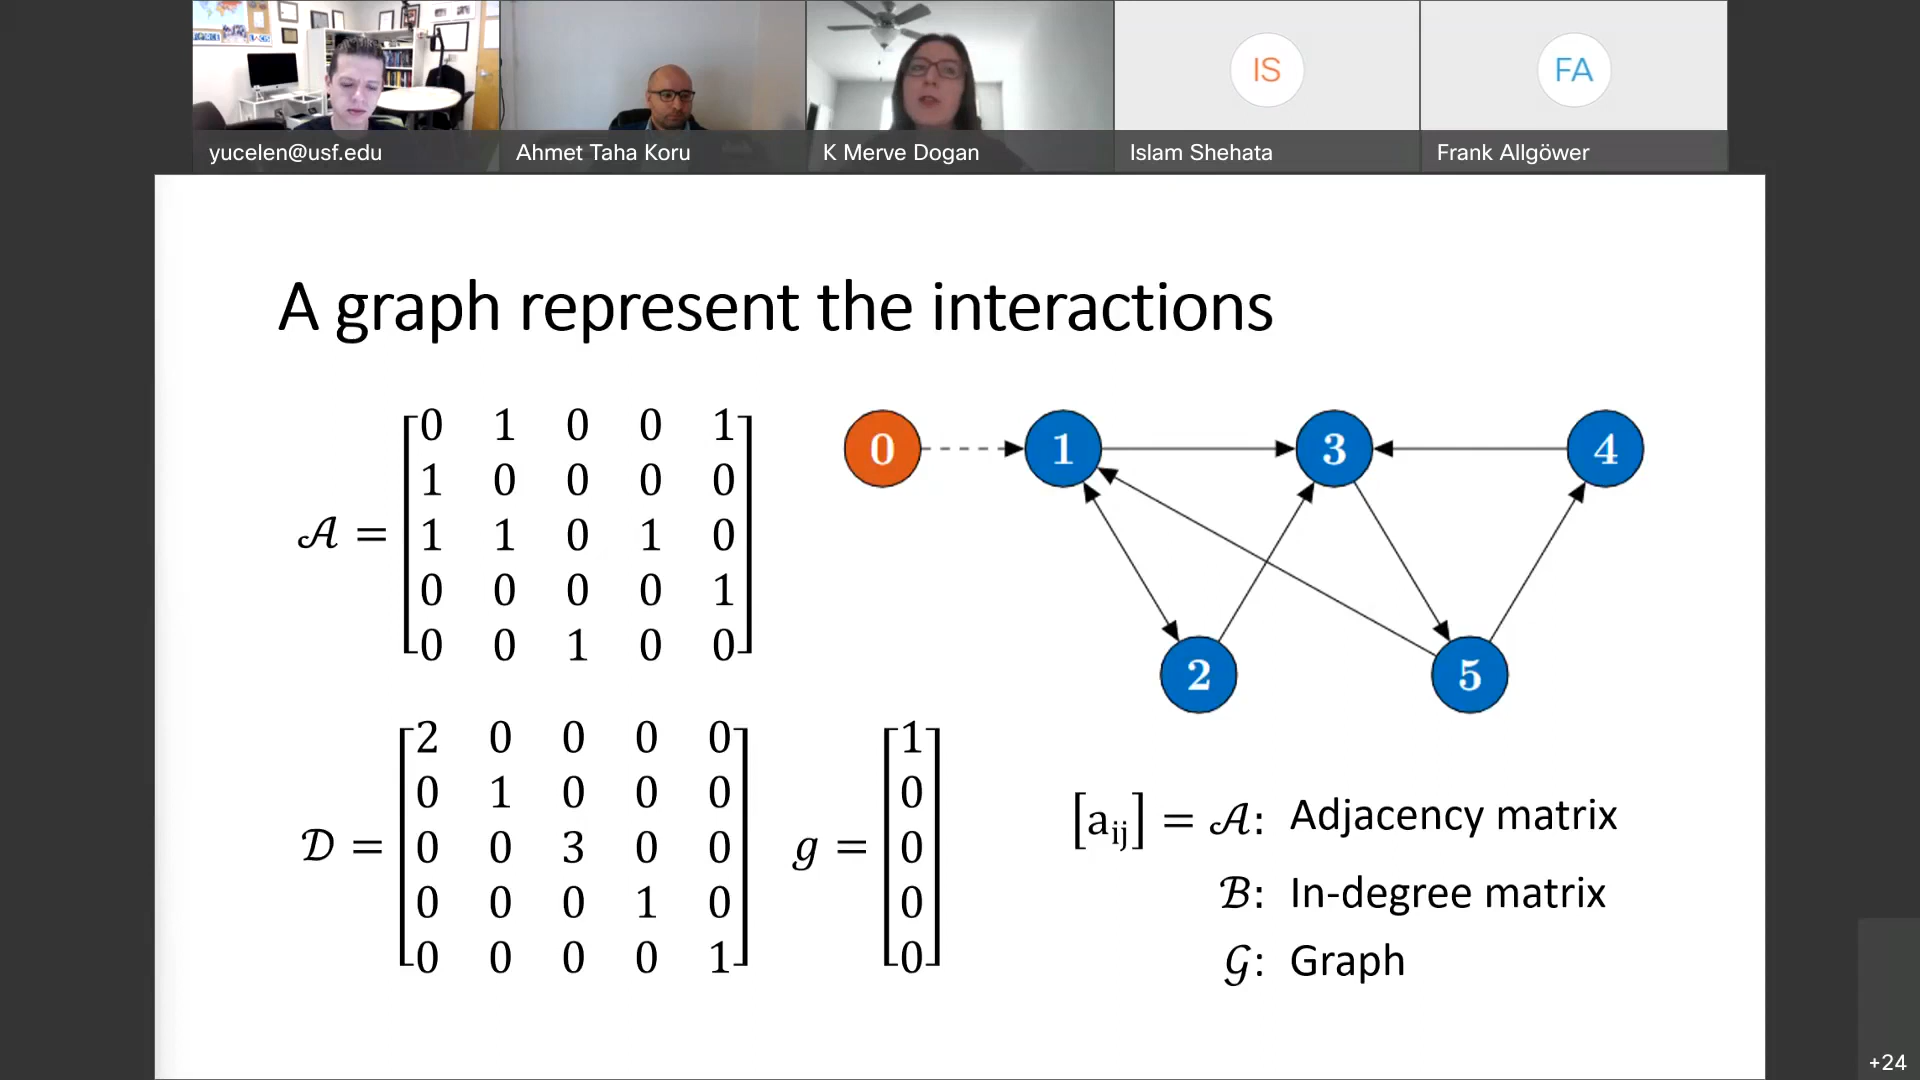 yucelen@usf.edu
Ahmet Taha Koru
K Merve Dogan
IS
Islam Shehata
FA
Frank Allgöwer
A graph represent the interactions
𝒜 =
0 1 0 0 1
1 0 0 0 0
1 1 0 1 0
0 0 0 0 1
0 0 1 0 0
0
1
3
4
2
5
𝒟 =
2 0 0 0 0
0 1 0 0 0
0 0 3 0 0
0 0 0 1 0
0 0 0 0 1
g =
1
0
0
0
0
[aᵢⱼ] = 𝒜: Adjacency matrix
ℬ: In-degree matrix
𝒢: Graph
+24